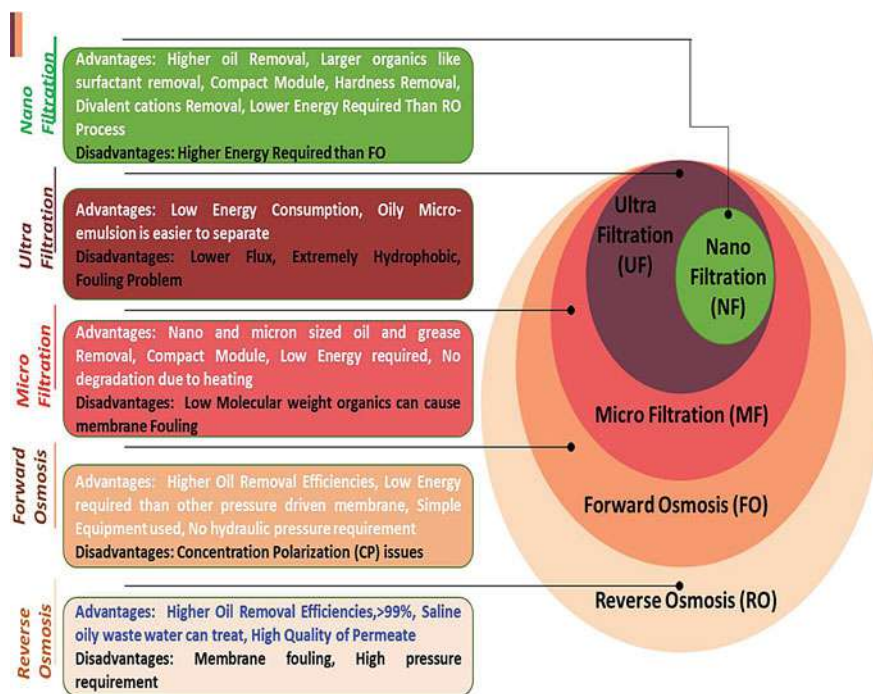 Nano
Filtration
Advantages: Higher oil Removal, Larger organics like
surfactant removal, Compact Module, Hardness Removal,
Divalent cations Removal, Lower Energy Required Than RO
Process
Disadvantages: Higher Energy Required than FO
Ultra
Filtration
Advantages: Low Energy Consumption, Oily Micro-
emulsion is easier to separate
Disadvantages: Lower Flux, Extremely Hydrophobic,
Fouling Problem
Micro
Filtration
Advantages: Nano and micron sized oil and grease
Removal, Compact Module, Low Energy required, No
degradation due to heating
Disadvantages: Low Molecular weight organics can cause
membrane Fouling
Forward
Osmosis
Advantages: Higher Oil Removal Efficiencies, Low Energy
required than other pressure driven membrane, Simple
Equipment used, No hydraulic pressure requirement
Disadvantages: Concentration Polarization (CP) issues
Reverse
Osmosis
Advantages: Higher Oil Removal Efficiencies,>99%, Saline
oily waste water can treat, High Quality of Permeate
Disadvantages: Membrane fouling, High pressure
requirement
Ultra
Filtration
(UF)
Nano
Filtration
(NF)
Micro Filtration (MF)
Forward Osmosis (FO)
Reverse Osmosis (RO)